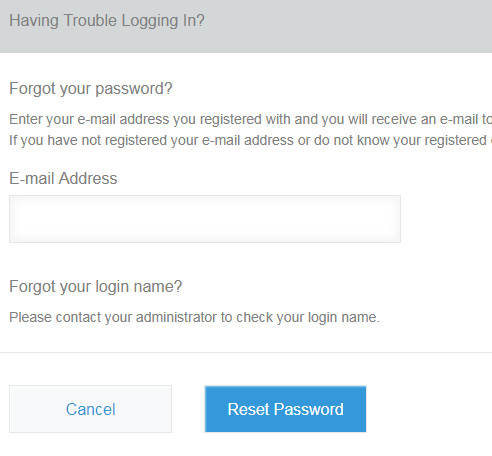 Having Trouble Logging In?
Forgot your password?
Enter your e-mail address you registered with and you will receive an e-mail to
If you have not registered your e-mail address or do not know your registered
E-mail Address
Forgot your login name?
Please contact your administrator to check your login name.
Cancel
Reset Password